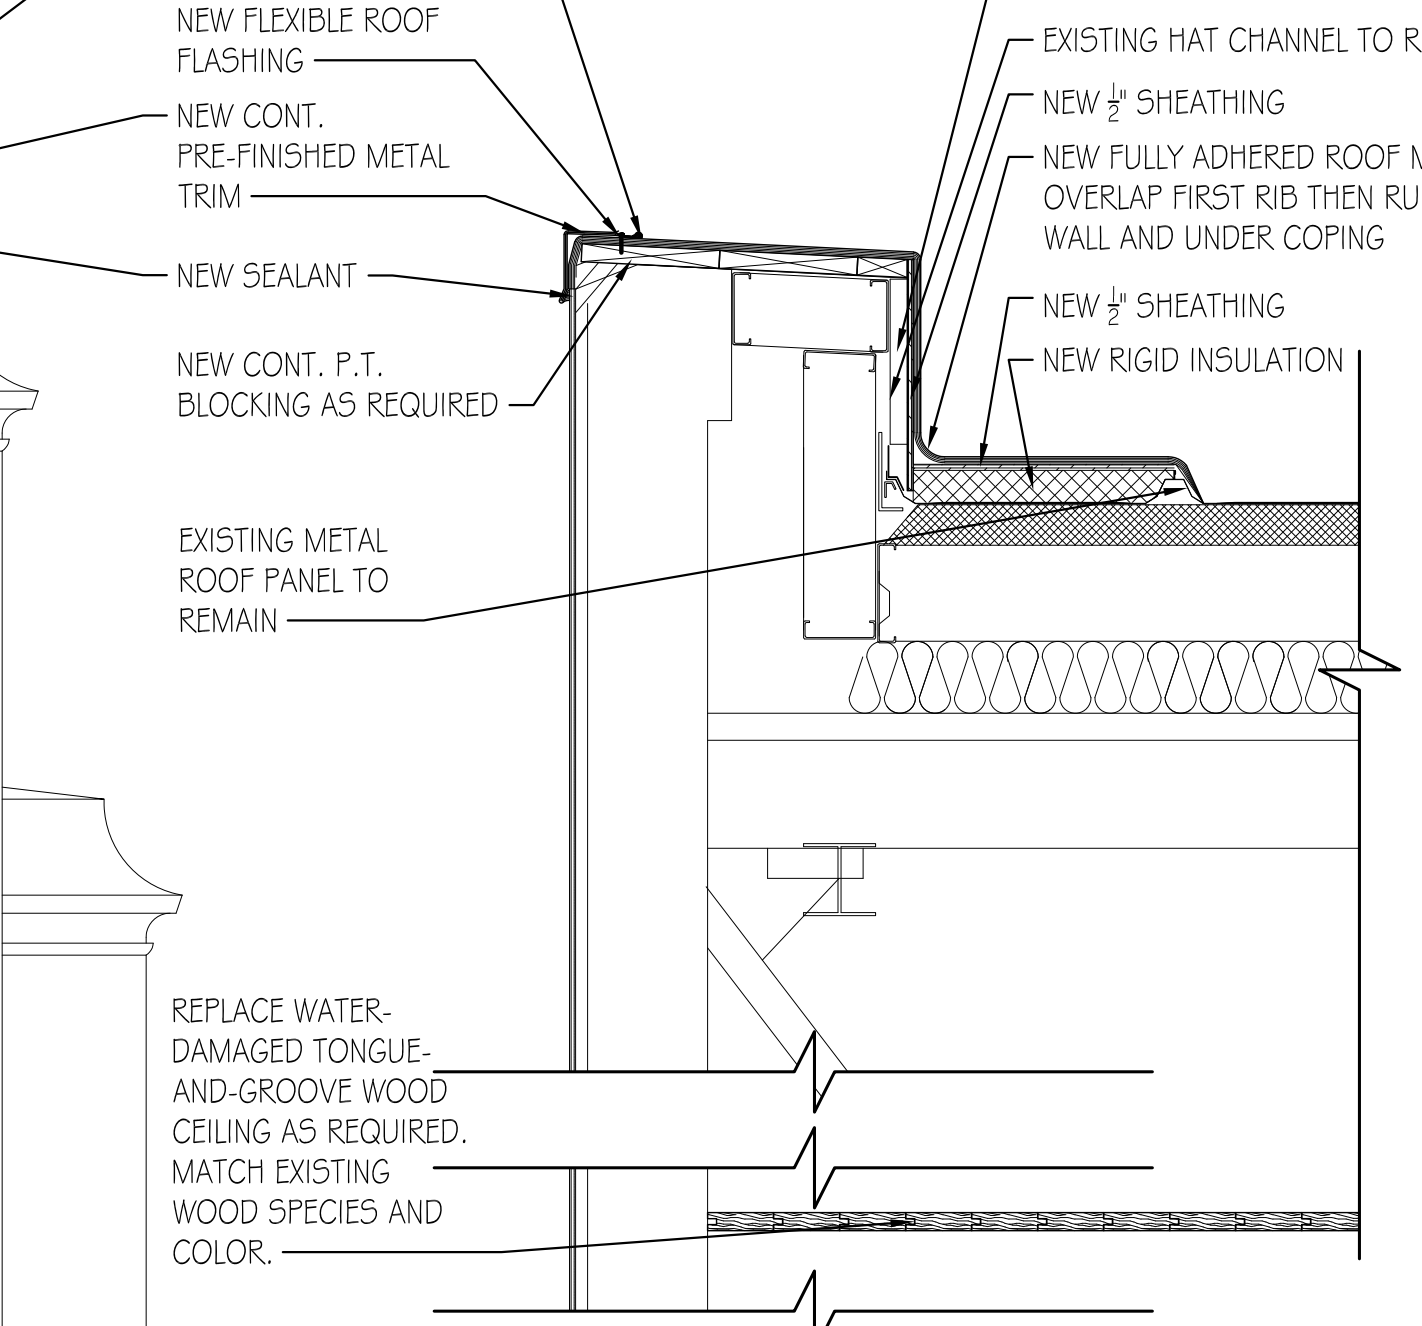 NEW FLEXIBLE ROOF
FLASHING
NEW CONT.
PRE-FINISHED METAL
TRIM
NEW SEALANT
NEW CONT. P.T.
BLOCKING AS REQUIRED
EXISTING METAL
ROOF PANEL TO
REMAIN
REPLACE WATER-
DAMAGED TONGUE-
AND-GROOVE WOOD
CEILING AS REQUIRED.
MATCH EXISTING
WOOD SPECIES AND
COLOR.
EXISTING HAT CHANNEL TO R
NEW 1/2" SHEATHING
NEW FULLY ADHERED ROOF
OVERLAP FIRST RIB THEN RU
WALL AND UNDER COPING
NEW 1/2" SHEATHING
NEW RIGID INSULATION